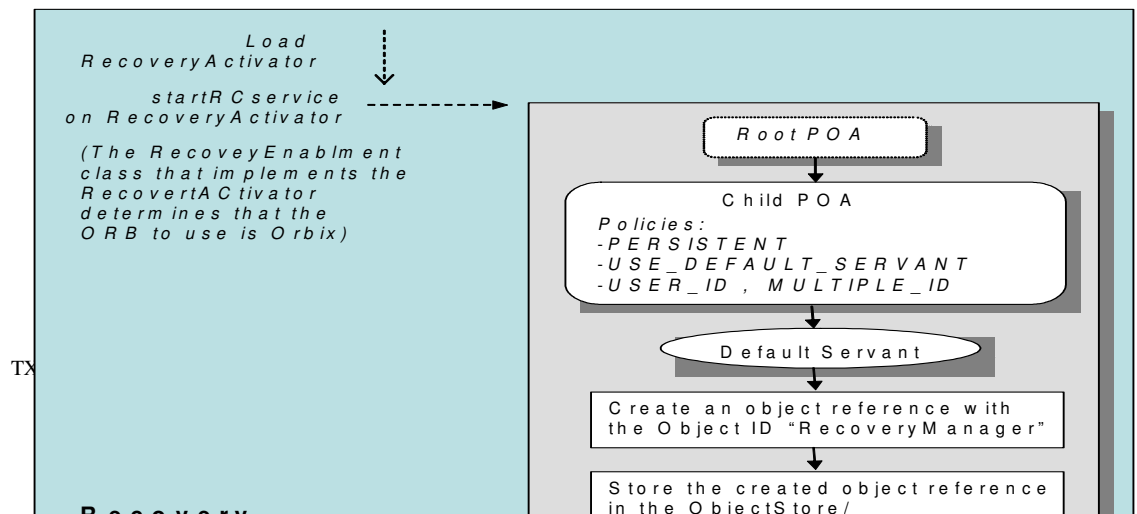 Load
RecoveryActivator
startRCservice
on RecoveryActivator
(The RecoveyEnablment
class that implements the
RecovertACtivator
determines that the
ORB to use is Orbix)
Root POA
Child POA
Policies:
-PERSISTENT
-USE_DEFAULT_SERVANT
-USER_ID , MULTIPLE_ID
Default Servant
TX
Create an object reference with
the Object ID “RecoveryManager”
Store the created object reference
in the ObjectStore/
Recovery